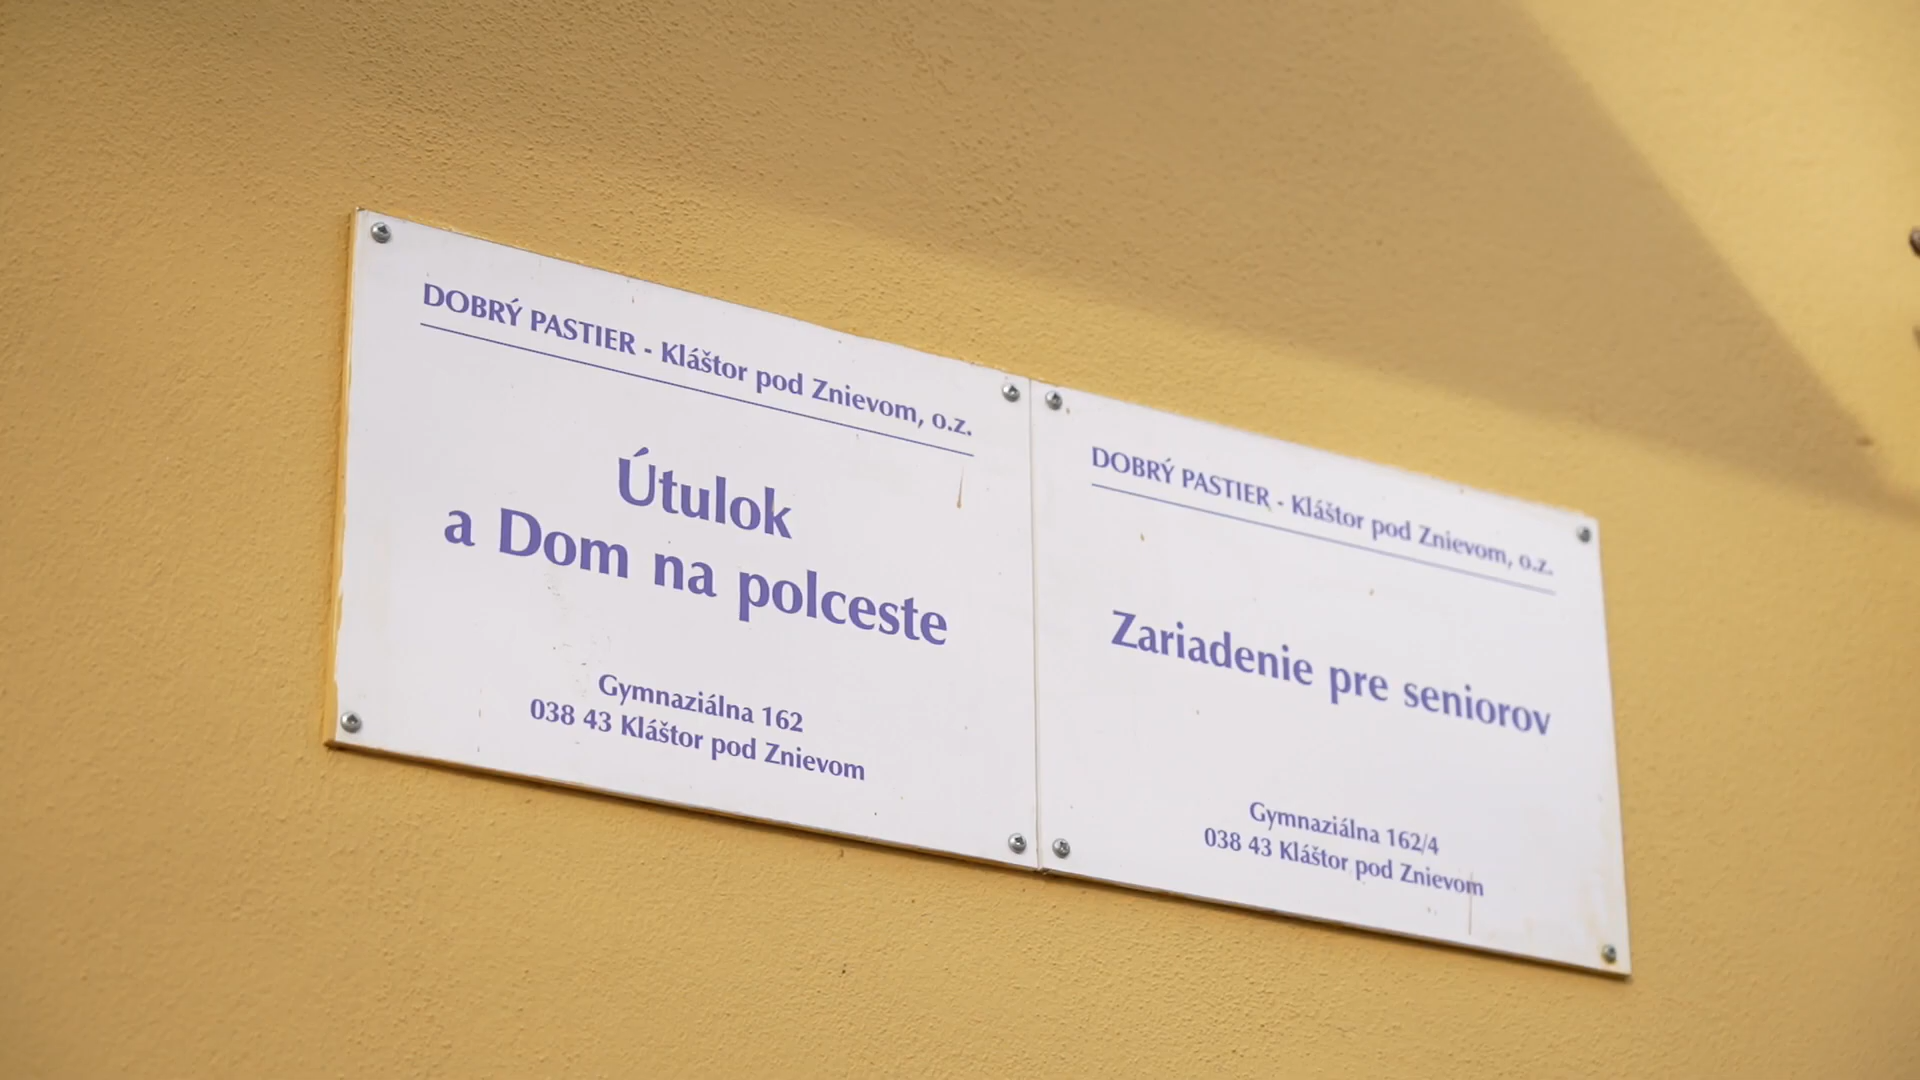 DOBRÝ PASTIER - Kláštor pod Znievom, o.z.
Útulok
a Dom na polceste
Gymnaziálna 162
038 43 Kláštor pod Znievom
DOBRÝ PASTIER - Kláštor pod Znievom, o.z.
Zariadenie pre seniorov
Gymnaziálna 162/4
038 43 Kláštor pod Znievom